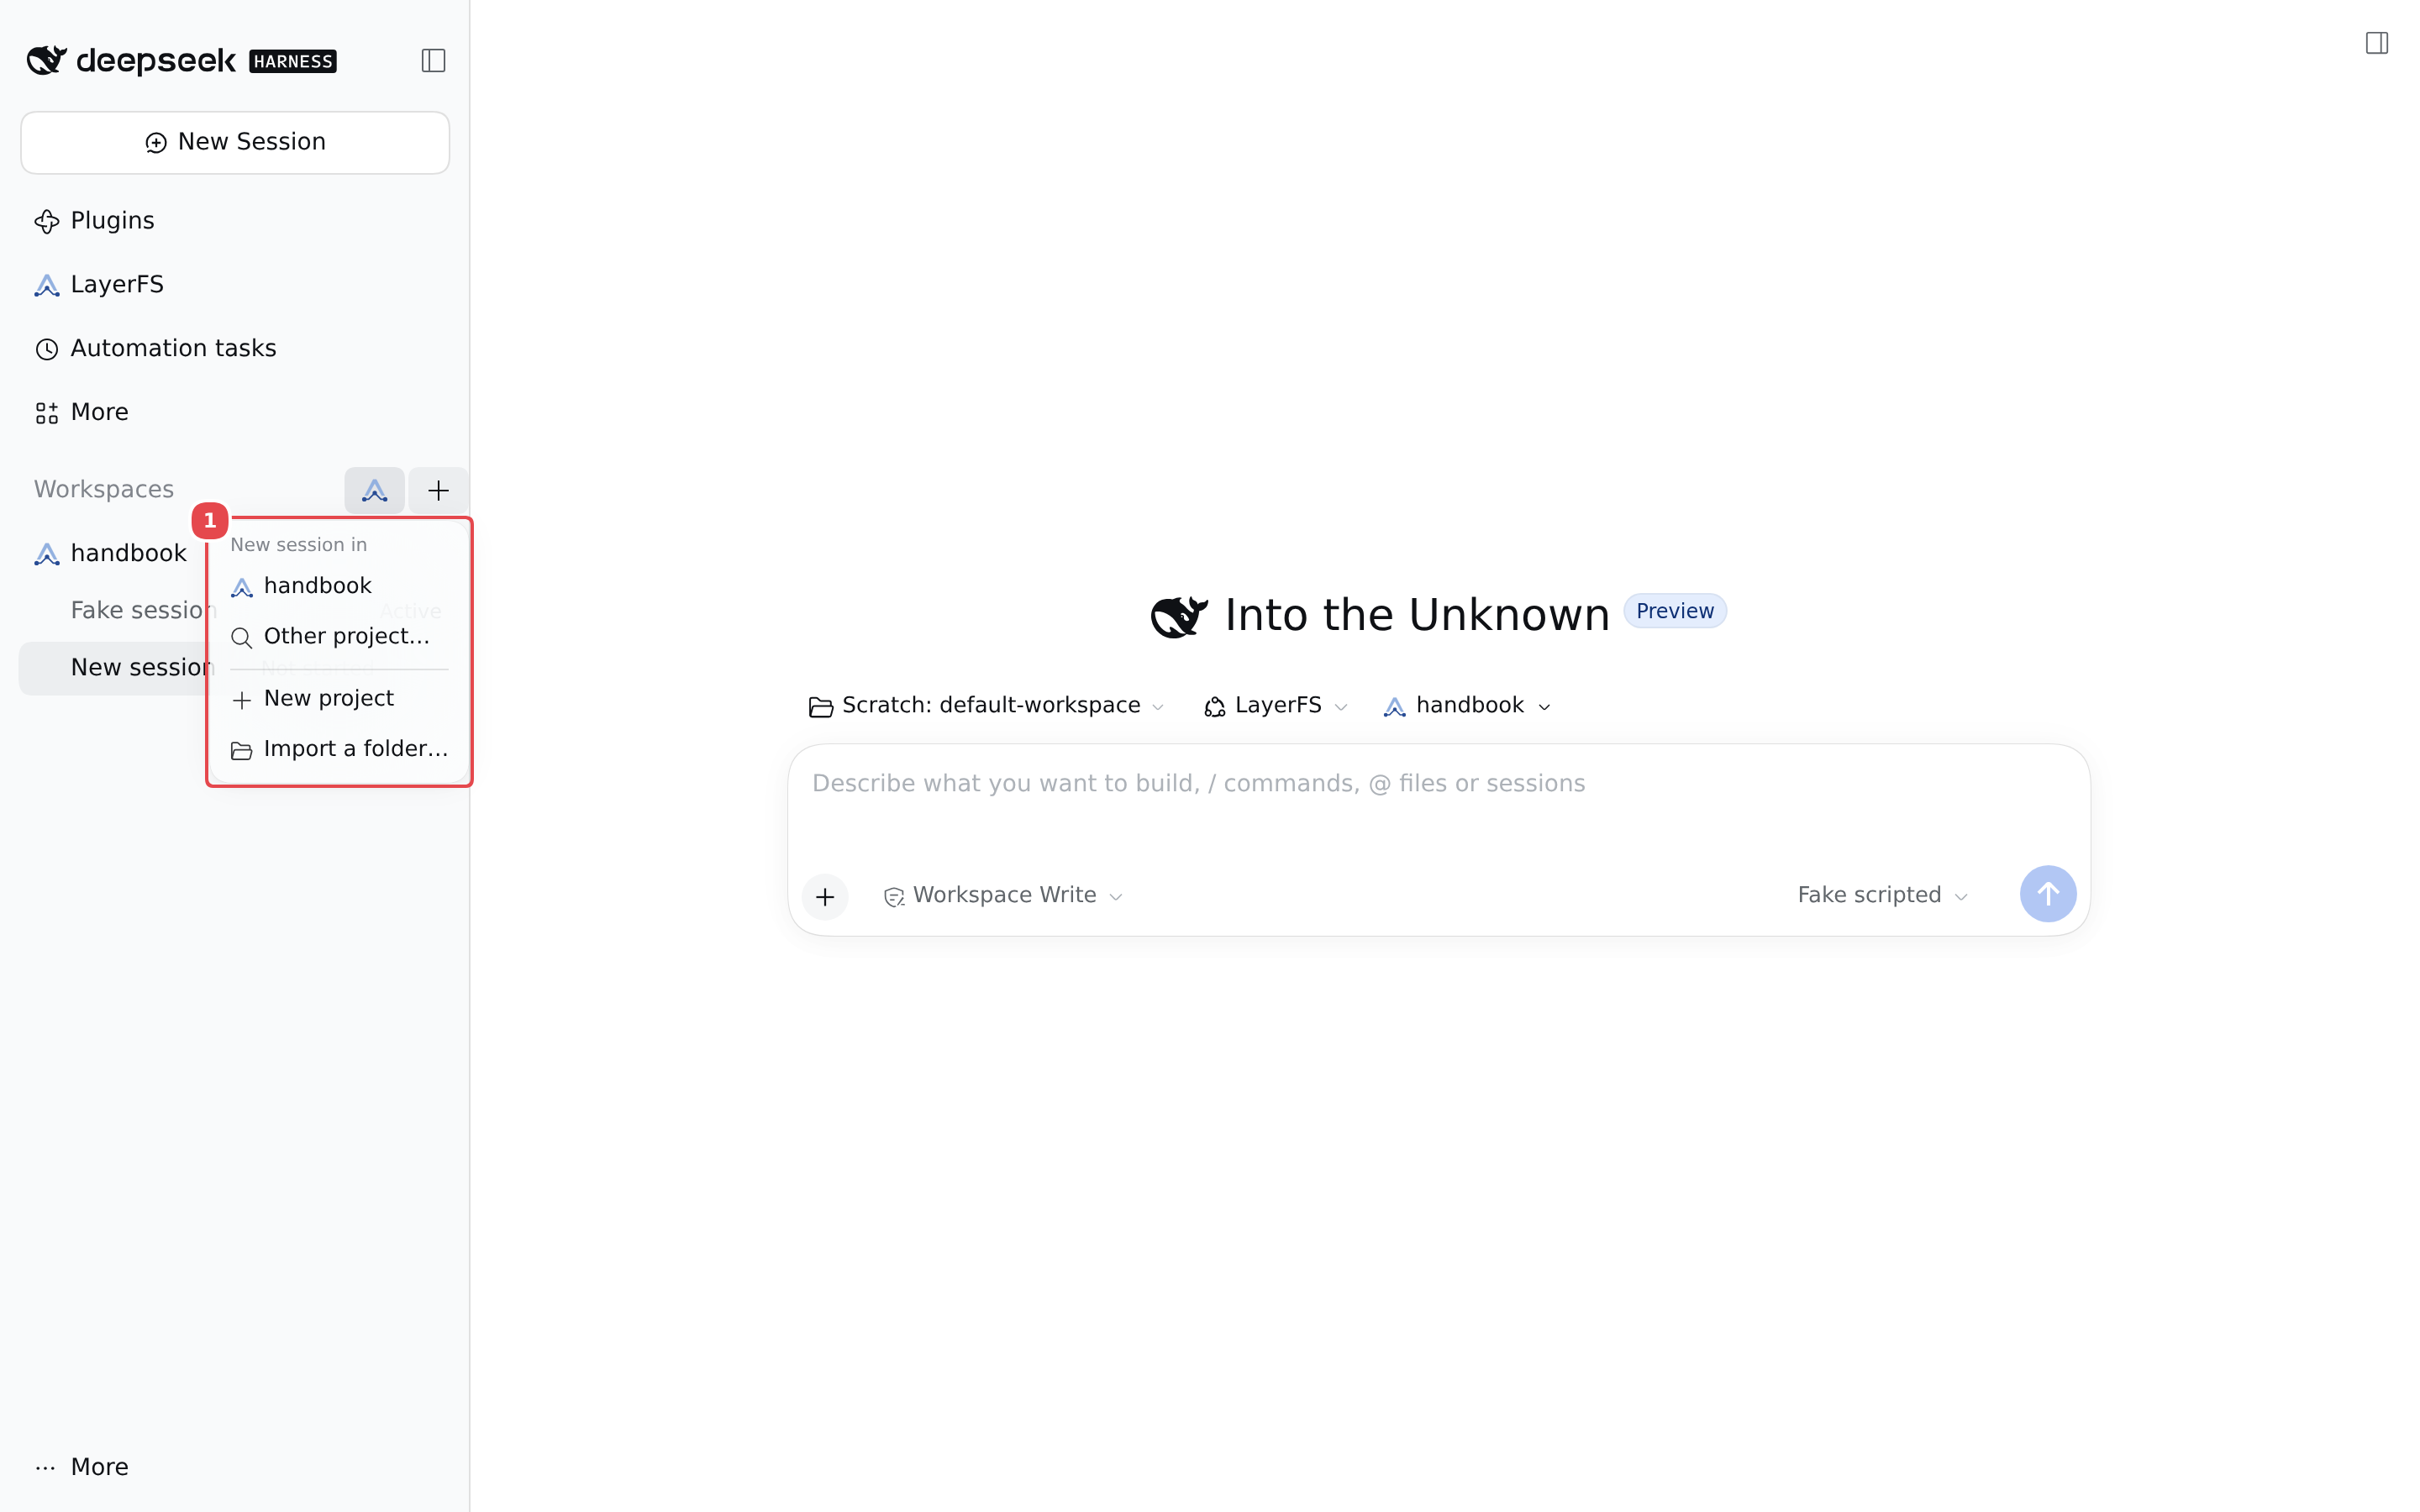 deepseek HARNESS
New Session
Plugins
LayerFS
Automation tasks
More
Workspaces
1
New session in
handbook
handbook
Fake session
Active
Other project...
New session
New project
Import a folder...
More
Into the Unknown Preview
Scratch: default-workspace LayerFS handbook
Describe what you want to build, / commands, @ files or sessions
Workspace Write Fake scripted